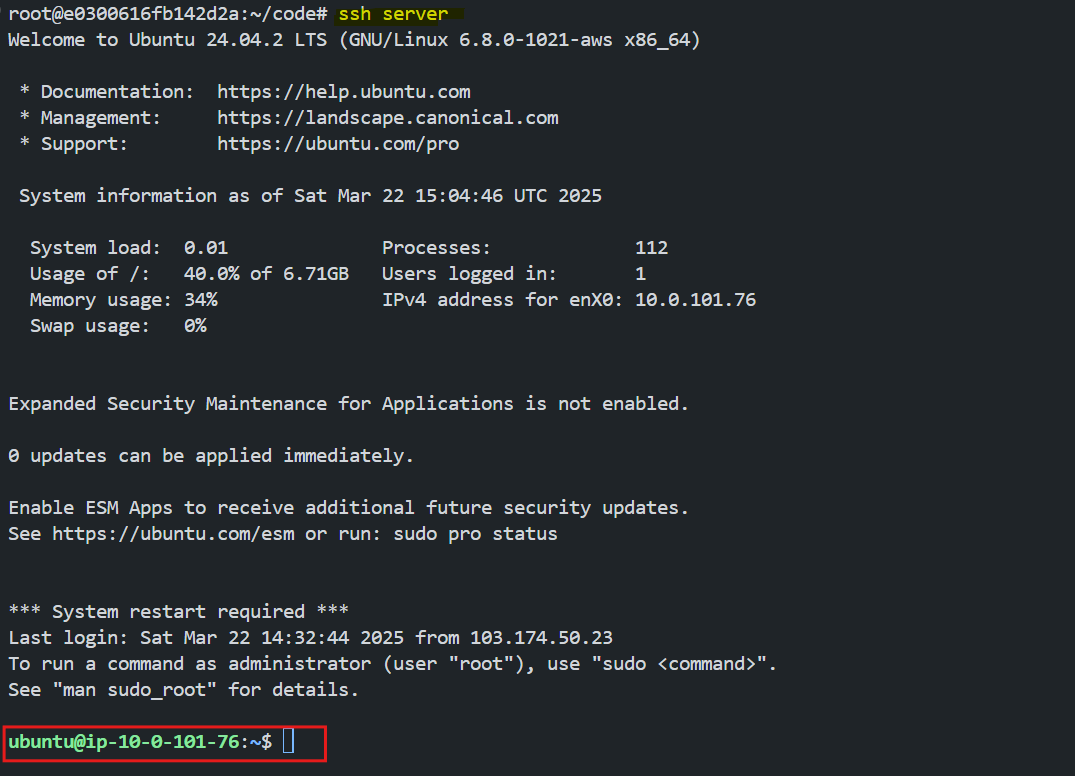 root@e0300616fb142d2a:~/code# ssh server
Welcome to Ubuntu 24.04.2 LTS (GNU/Linux 6.8.0-1021-aws x86_64)
* Documentation:  https://help.ubuntu.com
* Management:     https://landscape.canonical.com
* Support:        https://ubuntu.com/pro
System information as of Sat Mar 22 15:04:46 UTC 2025
System load:  0.01              Processes:             112
Usage of /:   40.0% of 6.71GB   Users logged in:       1
Memory usage: 34%               IPv4 address for enX0: 10.0.101.76
Swap usage:   0%
Expanded Security Maintenance for Applications is not enabled.
0 updates can be applied immediately.
Enable ESM Apps to receive additional future security updates.
See https://ubuntu.com/esm or run: sudo pro status
*** System restart required ***
Last login: Sat Mar 22 14:32:44 2025 from 103.174.50.23
To run a command as administrator (user "root"), use "sudo <command>".
See "man sudo_root" for details.
ubuntu@ip-10-0-101-76:~$